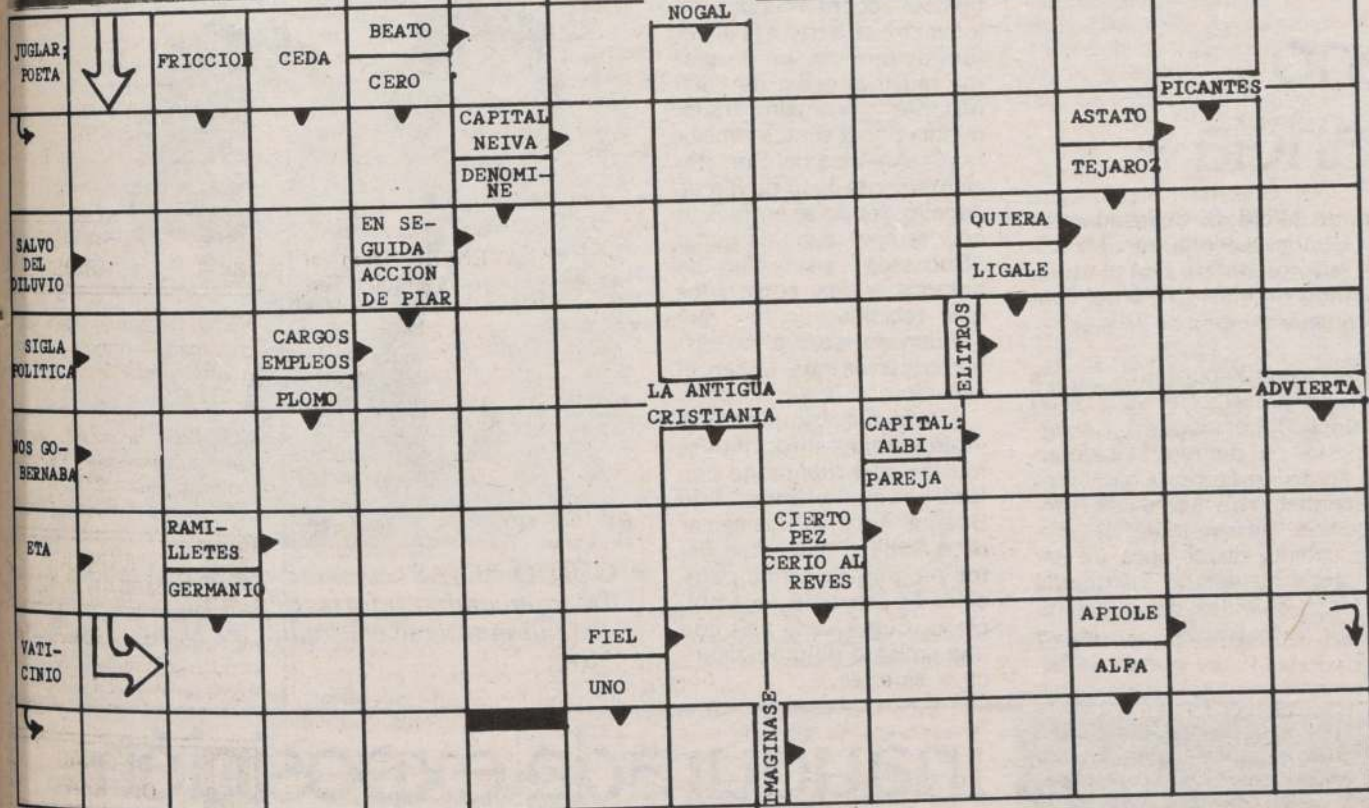 NOGAL
JUGLAR;
POETA
FRICCION
CEDA
BEATO
CERO
PICANTES
CAPITAL
NEIVA
DENOMI-
NE
ASTATO
TEJAROZ
SALVO
DEL
DILUVIO
EN SE-
GUIDA
ACCION
DE PIAR
QUIERA
LIGALE
SIGLA
POLITICA
CARGOS
EMPLEOS
PLOMO
ELITROS
LA ANTIGUA
CRISTIANIA
ADVIERTA
NOS GO-
BERNABA
CAPITAL:
ALBI
PAREJA
ETA
RAMI-
LLETES
GERMANIO
CIERTO
PEZ
CERIO AL
REVES
VATI-
CINIO
FIEL
UNO
APIOLE
ALFA
IMAGINASE